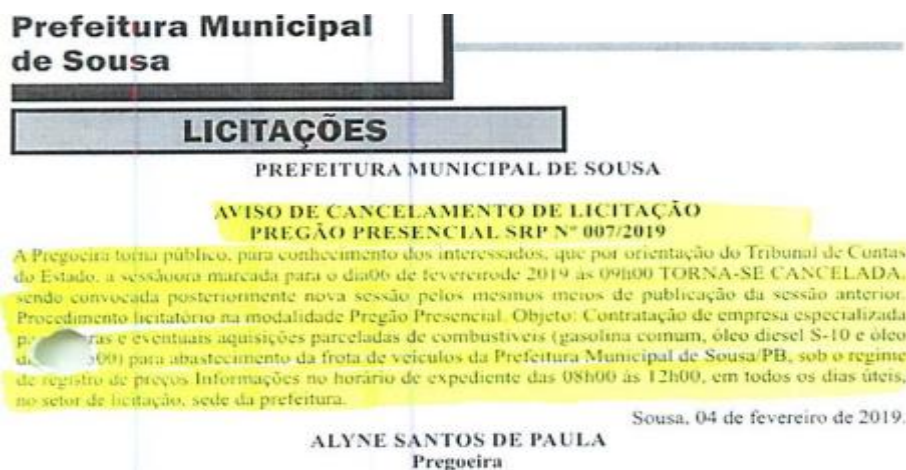 Prefeitura Municipal
de Sousa
LICITAÇÕES
PREFEITURA MUNICIPAL DE SOUSA
AVISO DE CANCELAMENTO DE LICITAÇÃO
PREGÃO PRESENCIAL SRP Nº 007/2019
A Pregoeira torna público, para conhecimento dos interessados, que por orientação do Tribunal de Contas
do Estado, a sessãoora marcada para o dia06 de fevereirode 2019 às 09h00 TORNA-SE CANCELADA,
sendo convocada posteriormente nova sessão pelos mesmos meios de publicação da sessão anterior.
Procedimento licitatório na modalidade Pregão Presencial. Objeto: Contratação de empresa especializada
e eventuais aquisições parceladas de combustíveis (gasolina comum, óleo diesel S-10 e óleo
para abastecimento da frota de veículos da Prefeitura Municipal de Sousa/PB, sob o regime
de registro de preços.Informações no horário de expediente das 08h00 às 12h00, em todos os dias úteis,
no setor de licitação, sede da prefeitura.
Sousa, 04 de fevereiro de 2019.
ALYNE SANTOS DE PAULA
Pregoeira